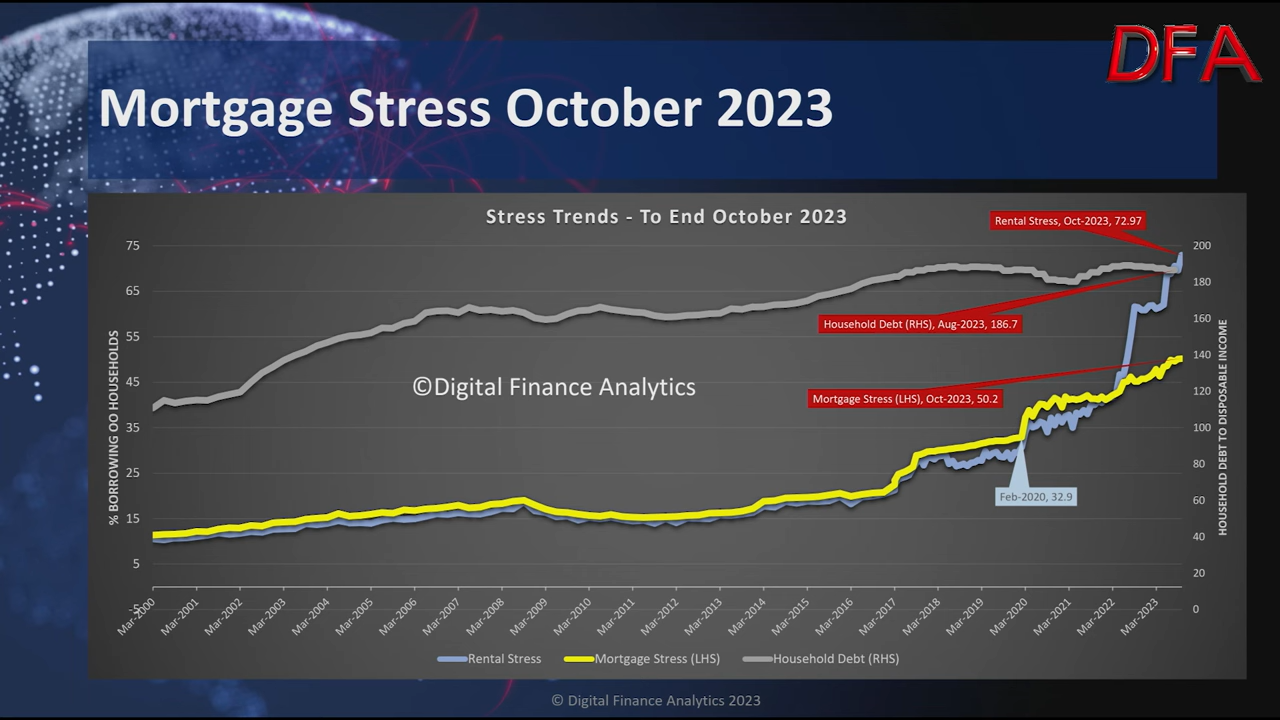 DFA
Mortgage Stress October 2023
Stress Trends - To End October 2023
Rental Stress, Oct-2023, 72.97
Household Debt (RHS), Aug-2023, 186.7
Mortgage Stress (LHS), Oct-2023, 50.2
Feb-2020, 32.9
©Digital Finance Analytics
% BORROWING OO HOUSEHOLDS
75
65
55
45
35
25
15
5
-5
HOUSEHOLD DEBT TO DISPOSABLE INCOME
200
180
160
140
120
100
80
60
40
20
0
Mar-2000
Mar-2001
Mar-2002
Mar-2003
Mar-2004
Mar-2005
Mar-2006
Mar-2007
Mar-2008
Mar-2009
Mar-2010
Mar-2011
Mar-2012
Mar-2013
Mar-2014
Mar-2015
Mar-2016
Mar-2017
Mar-2018
Mar-2019
Mar-2020
Mar-2021
Mar-2022
Mar-2023
Rental Stress
Mortgage Stress (LHS)
Household Debt (RHS)
© Digital Finance Analytics 2023